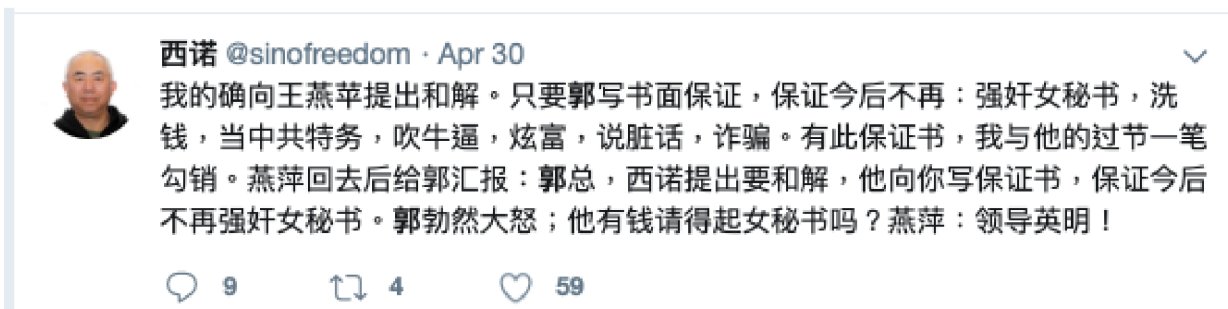 西诺 @sinofreedom · Apr 30
我的确向王燕苹提出和解。只要郭写书面保证，保证今后不再：强奸女秘书，洗
钱，当中共特务，吹牛逼，炫富，说脏话，诈骗。有此保证书，我与他的过节一笔
勾销。燕萍回去后给郭汇报：郭总，西诺提出要和解，他向你写保证书，保证今后
不再强奸女秘书。郭勃然大怒；他有钱请得起女秘书吗？燕萍：领导英明！
9 4 59